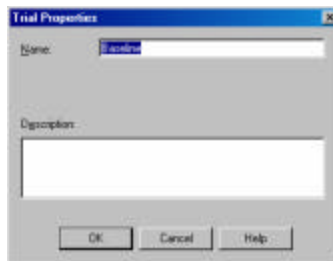 Trial Properties
Name:
Baseline
Description:
OK
Cancel
Help